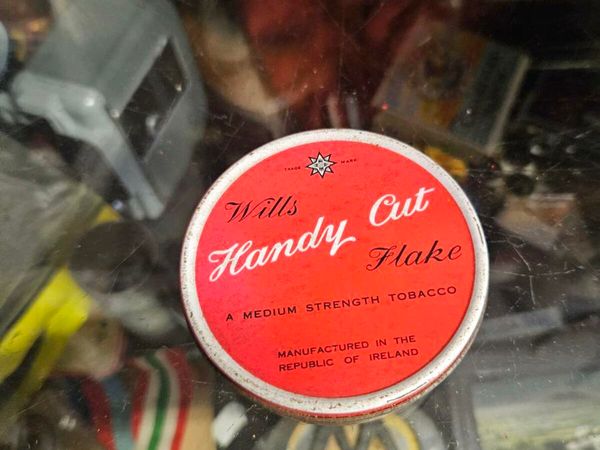 TRADE MARK
Wills
Handy Cut
Flake
A MEDIUM STRENGTH TOBACCO
MANUFACTURED IN THE
REPUBLIC OF IRELAND